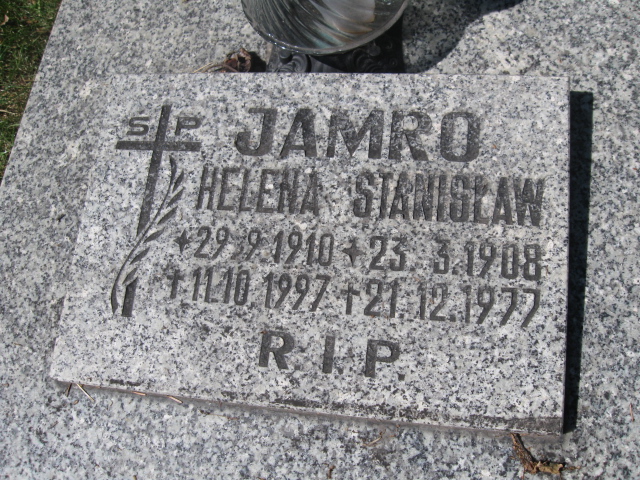 Ś P
JAMRO
HELENA STANISŁAW
* 29.9.1910 * 23.3.1908
† 11.10 1997 † 21.12.1977
R.I.P.